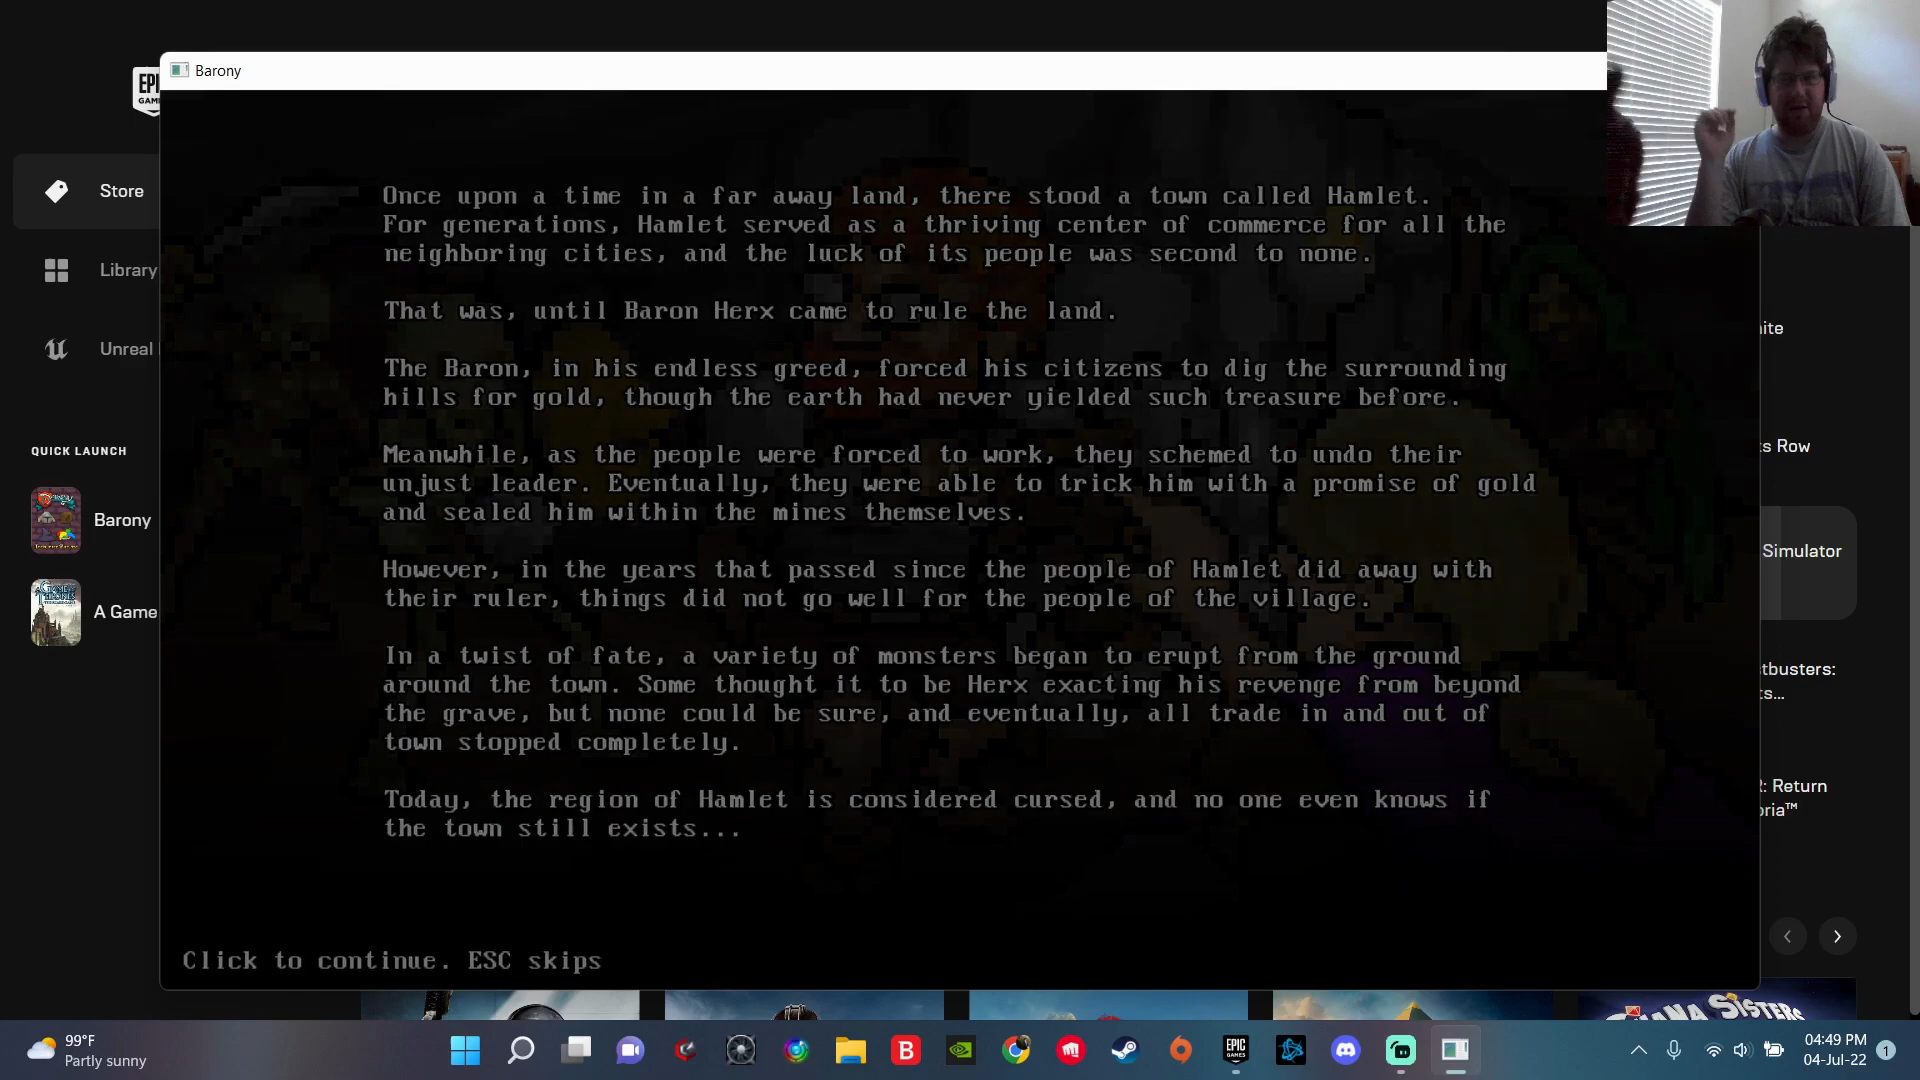 Barony
EPIC
GAMES
Store
Library
Unreal
QUICK LAUNCH
Barony
A Game
Once upon a time in a far away land, there stood a town called Hamlet.
For generations, Hamlet served as a thriving center of commerce for all the
neighboring cities, and the luck of its people was second to none.
That was, until Baron Herx came to rule the land.
The Baron, in his endless greed, forced his citizens to dig the surrounding
hills for gold, though the earth had never yielded such treasure before.
Meanwhile, as the people were forced to work, they schemed to undo their
unjust leader. Eventually, they were able to trick him with a promise of gold
and sealed him within the mines themselves.
However, in the years that passed since the people of Hamlet did away with
their ruler, things did not go well for the people of the village.
In a twist of fate, a variety of monsters began to erupt from the ground
around the town. Some thought it to be Herx exacting his revenge from beyond
the grave, but none could be sure, and eventually, all trade in and out of
town stopped completely.
Today, the region of Hamlet is considered cursed, and no one even knows if
the town still exists...
Click to continue. ESC skips
Simulator
Row
tbusters:
Return
SISTERS
99°F
Partly sunny
EPIC
GAMES
04:49 PM
04-Jul-22
1